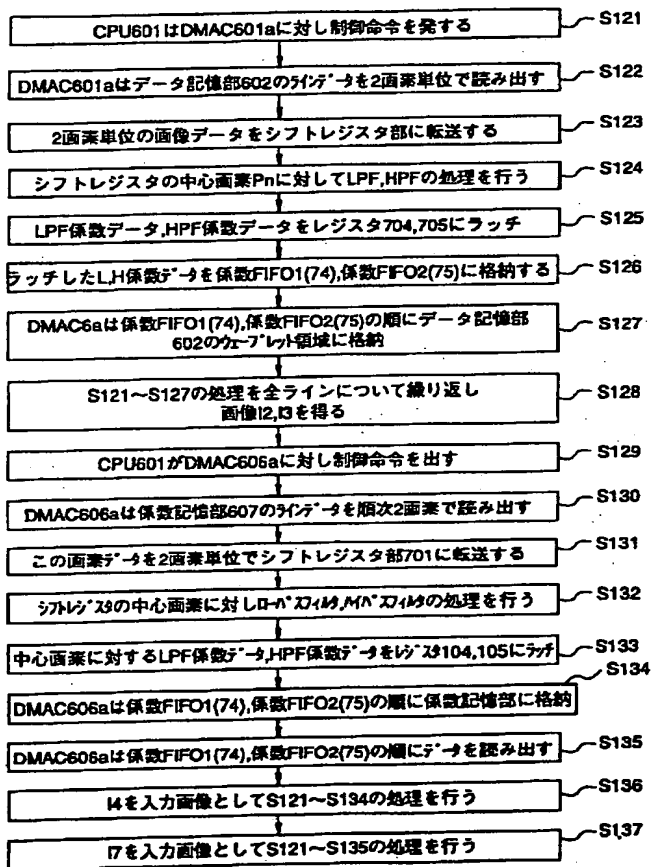 CPU601はDMAC601aに対し制御命令を発する
S121
DMAC601aはデータ記憶部602のラインデータを2画素単位で読み出す
S122
2画素単位の画像データをシフトレジスタ部に転送する
S123
シフトレジスタの中心画素Pnに対してLPF,HPFの処理を行う
S124
LPF係数データ,HPF係数データをレジスタ704,705にラッチ
S125
ラッチしたL,H係数データを係数FIFO1(74),係数FIFO2(75)に格納する
S126
DMAC6aは係数FIFO1(74),係数FIFO2(75)の順にデータ記憶部
602のウェーブレット領域に格納
S127
S121～S127の処理を全ラインについて繰り返し
画像I2,I3を得る
S128
CPU601がDMAC606aに対し制御命令を出す
S129
DMAC606aは係数記憶部607のラインデータを順次2画素で読み出す
S130
この画素データを2画素単位でシフトレジスタ部701に転送する
S131
シフトレジスタの中心画素に対しローパスフィルタ,ハイパスフィルタの処理を行う
S132
中心画素に対するLPF係数データ,HPF係数データをレジスタ104,105にラッチ
S133
S134
DMAC606aは係数FIFO1(74),係数FIFO2(75)の順に係数記憶部に格納
DMAC606aは係数FIFO1(74),係数FIFO2(75)の順にデータを読み出す
S135
I4を入力画像としてS121～S134の処理を行う
S136
I7を入力画像としてS121～S135の処理を行う
S137